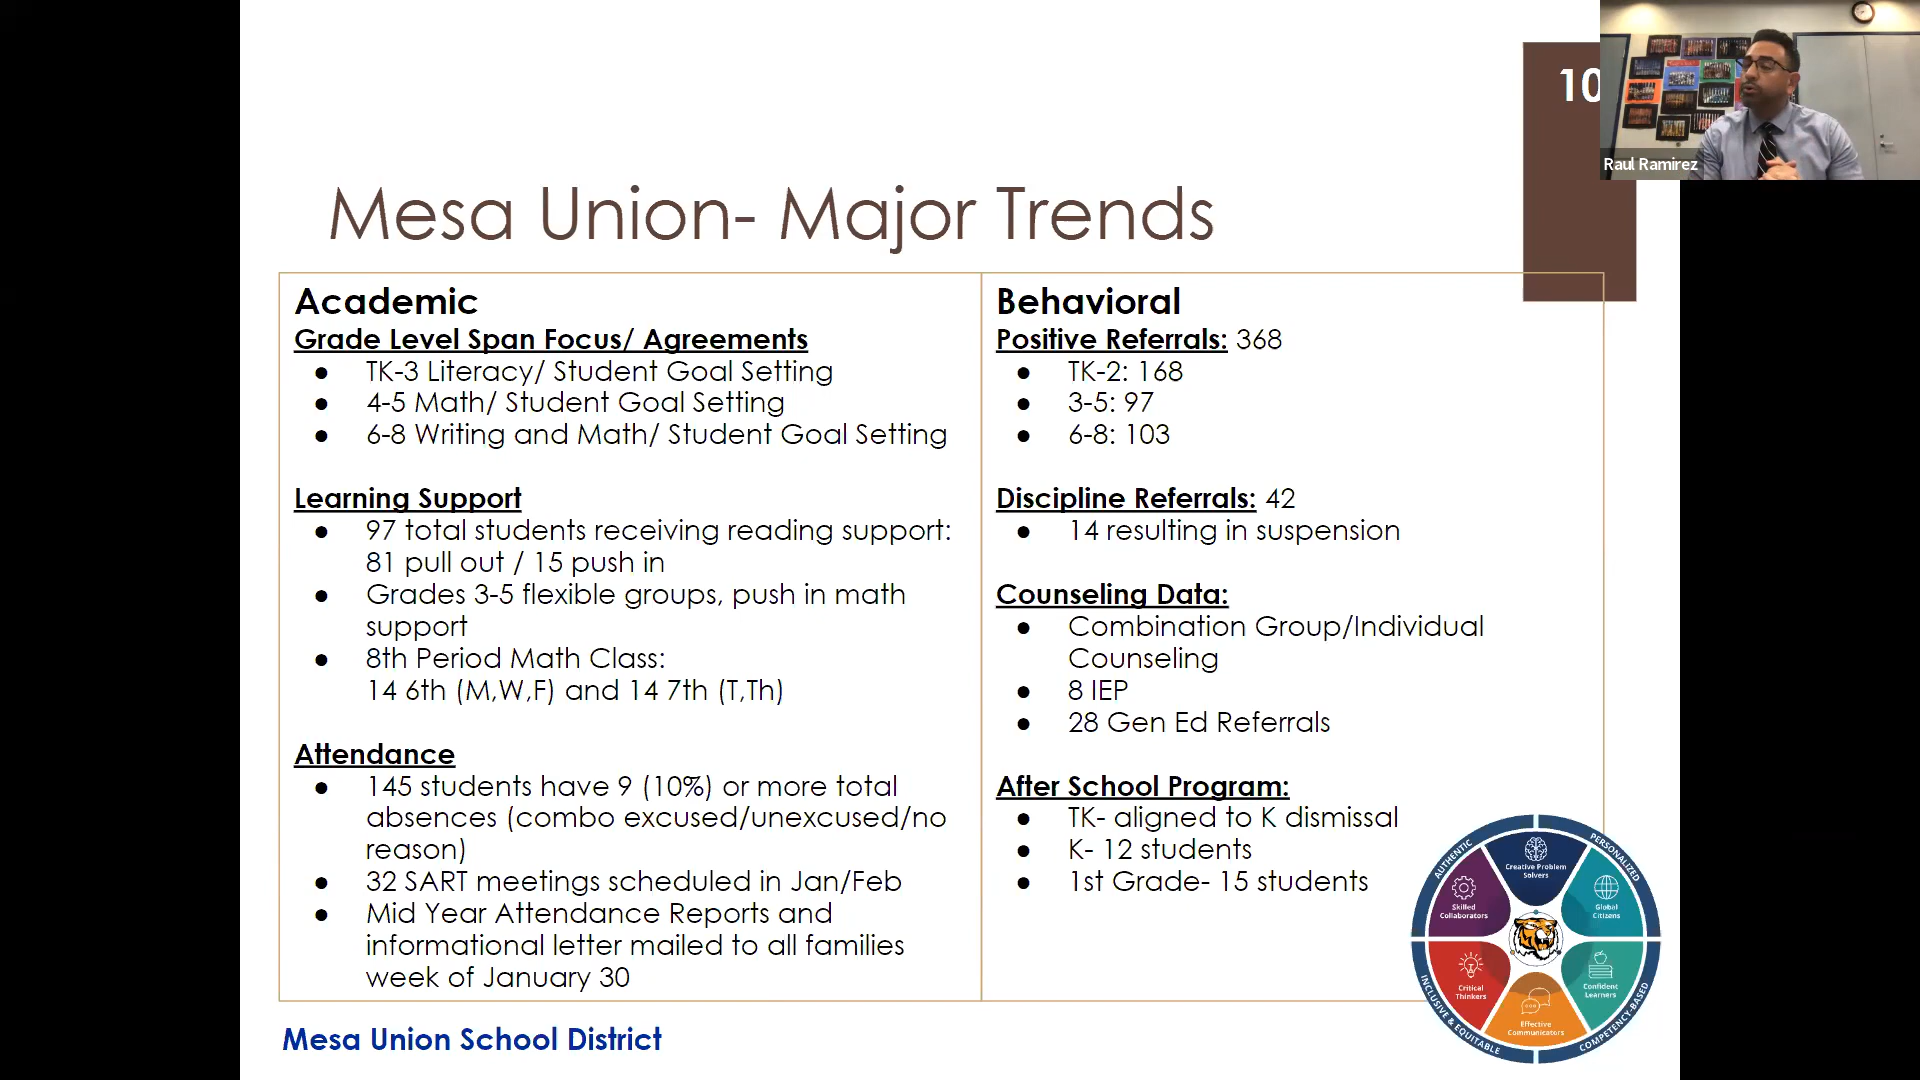 10
Raul Ramirez
Mesa Union- Major Trends
Academic
Grade Level Span Focus/ Agreements
● TK-3 Literacy/ Student Goal Setting
● 4-5 Math/ Student Goal Setting
● 6-8 Writing and Math/ Student Goal Setting
Learning Support
● 97 total students receiving reading support:
81 pull out / 15 push in
● Grades 3-5 flexible groups, push in math
support
● 8th Period Math Class:
14 6th (M,W,F) and 14 7th (T,Th)
Attendance
● 145 students have 9 (10%) or more total
absences (combo excused/unexcused/no
reason)
● 32 SART meetings scheduled in Jan/Feb
● Mid Year Attendance Reports and
informational letter mailed to all families
week of January 30
Behavioral
Positive Referrals: 368
● TK-2: 168
● 3-5: 97
● 6-8: 103
Discipline Referrals: 42
● 14 resulting in suspension
Counseling Data:
● Combination Group/Individual
Counseling
● 8 IEP
● 28 Gen Ed Referrals
After School Program:
● TK- aligned to K dismissal
● K- 12 students
● 1st Grade- 15 students
AUTHENTIC
PERSONALIZED
Creative Problem
Solvers
Skilled
Collaborators
Global
Citizens
Critical
Thinkers
Confident
Learners
Effective
Communicators
INCLUSIVE & EQUITABLE
COMPETENCY-BASED
Mesa Union School District